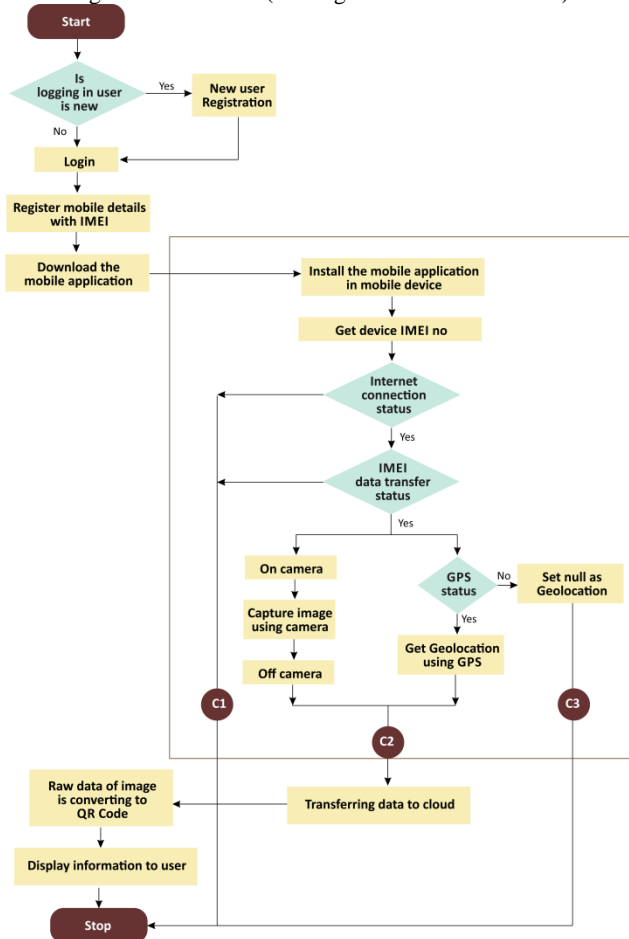 Start
Is
logging in user
is new
Yes
New user
Registration
No
Login
Register mobile details
with IMEI
Download the
mobile application
Install the mobile application
in mobile device
Get device IMEI no
Internet
connection
status
Yes
IMEI
data transfer
status
Yes
On camera
GPS
status
No
Set null as
Geolocation
Capture image
using camera
Yes
Get Geolocation
using GPS
Off camera
C1
C3
C2
Raw data of image
is converting to
QR Code
Transferring data to cloud
Display information to user
Stop